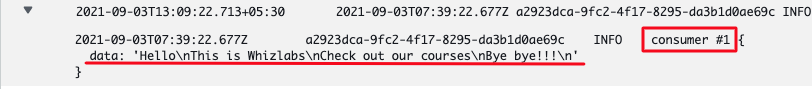 2021-09-03T13:09:22.713+05:30 2021-09-03T07:39:22.677Z a2923dca-9fc2-4f17-8295-da3b1d0ae69c INFO
2021-09-03T07:39:22.677Z a2923dca-9fc2-4f17-8295-da3b1d0ae69c INFO consumer #1 {
data: 'Hello\nThis is Whizlabs\nCheck out our courses\nBye bye!!!\n'
}